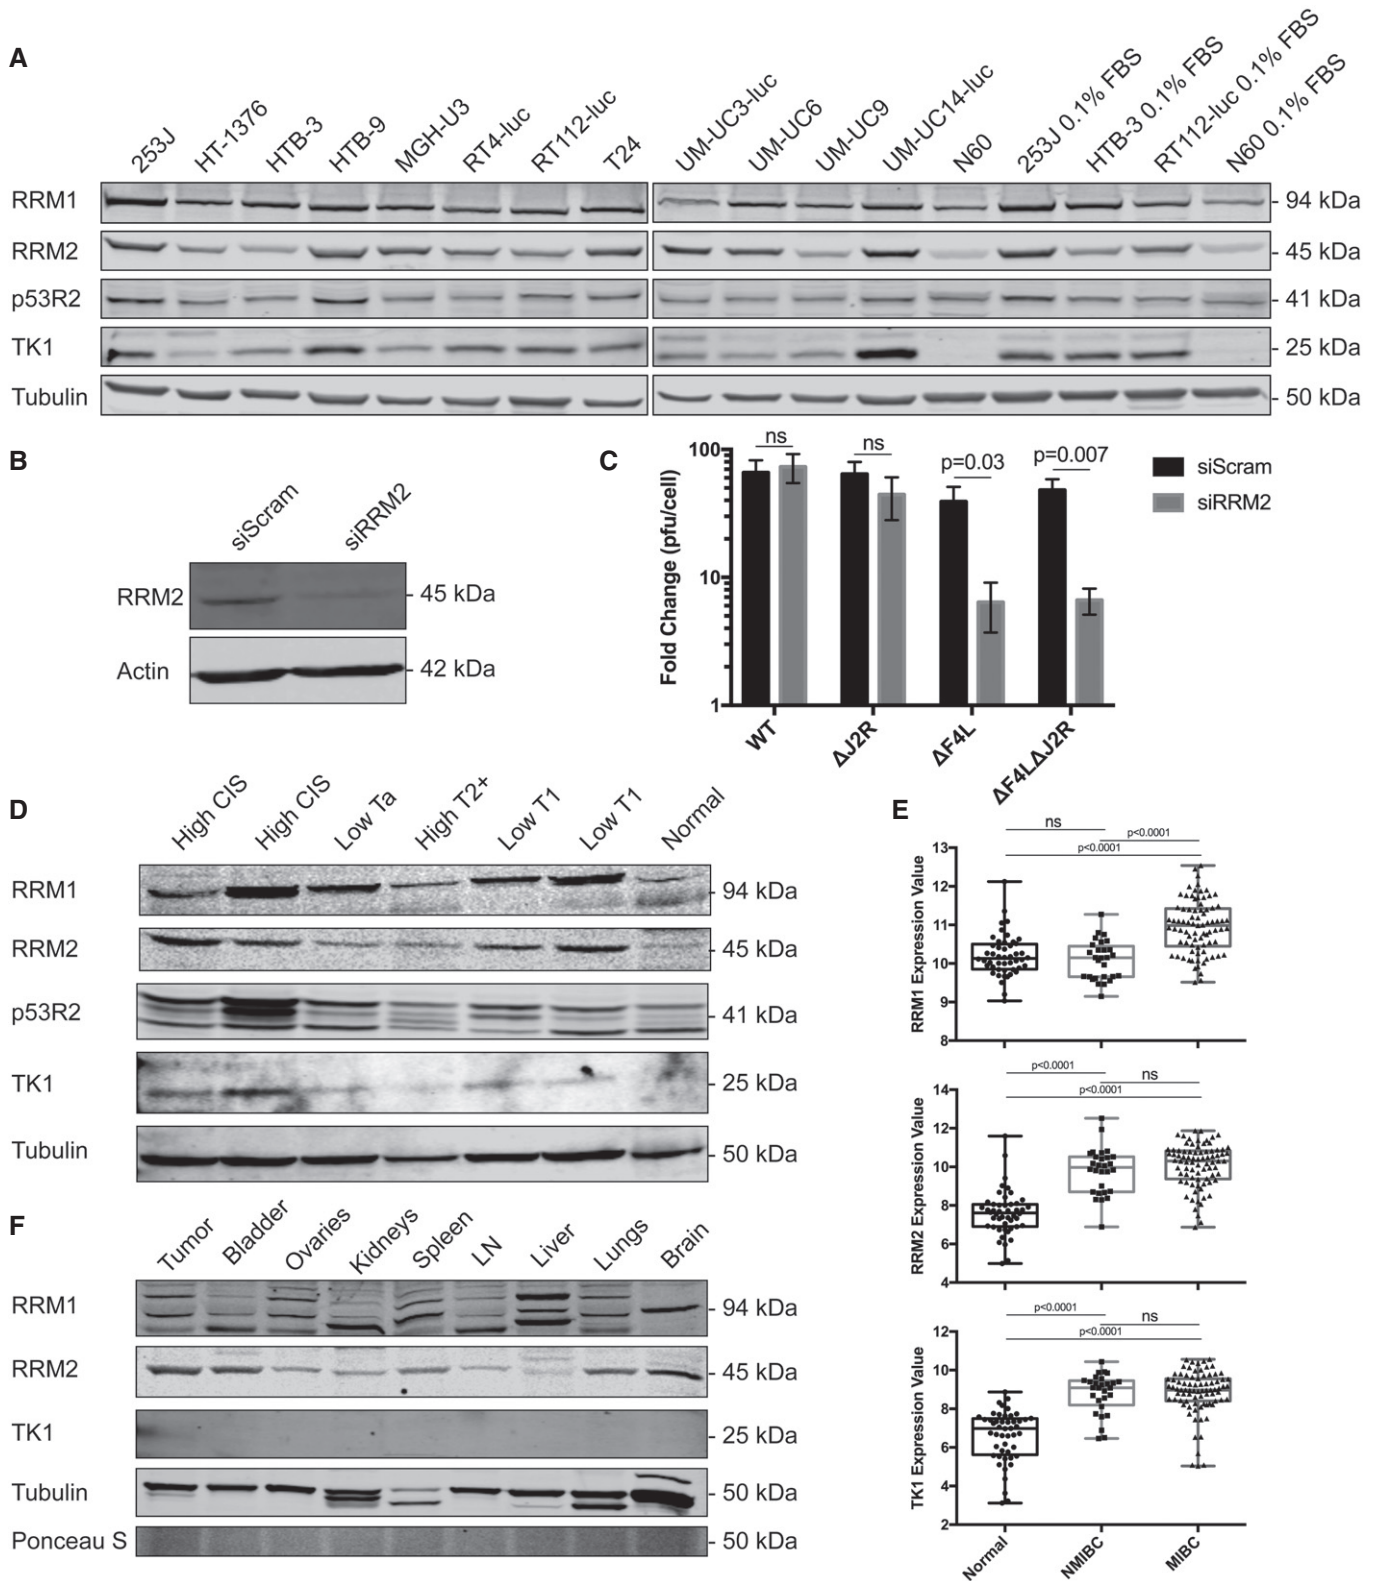 A
253J HT-1376 HTB-3 HTB-9 MGH-U3 RT4-luc RT112-luc T24 UM-UC3-luc UM-UC6 UM-UC9 UM-UC14-luc N60 253J 0.1% FBS HTB-3 0.1% FBS RT112-luc 0.1% FBS N60 0.1% FBS
RRM1 - 94 kDa
RRM2 - 45 kDa
p53R2 - 41 kDa
TK1 - 25 kDa
Tubulin - 50 kDa
B
siScram siRRM2
RRM2 - 45 kDa
Actin - 42 kDa
C
Fold Change (pfu/cell)
100
10
1
ns ns p=0.03 p=0.007
siScram
siRRM2
WT ΔJ2R ΔF4L ΔF4LΔJ2R
D
High CIS High CIS Low Ta High T2+ Low T1 Low T1 Normal
RRM1 - 94 kDa
RRM2 - 45 kDa
p53R2 - 41 kDa
TK1 - 25 kDa
Tubulin - 50 kDa
E
RRM1 Expression Value
13
12
11
10
9
8
ns
p<0.0001
p<0.0001
RRM2 Expression Value
14
12
10
8
6
4
p<0.0001
ns
p<0.0001
TK1 Expression Value
12
10
8
6
4
2
p<0.0001
ns
p<0.0001
Normal NMIBC MIBC
F
Tumor Bladder Ovaries Kidneys Spleen LN Liver Lungs Brain
RRM1 - 94 kDa
RRM2 - 45 kDa
TK1 - 25 kDa
Tubulin - 50 kDa
Ponceau S - 50 kDa